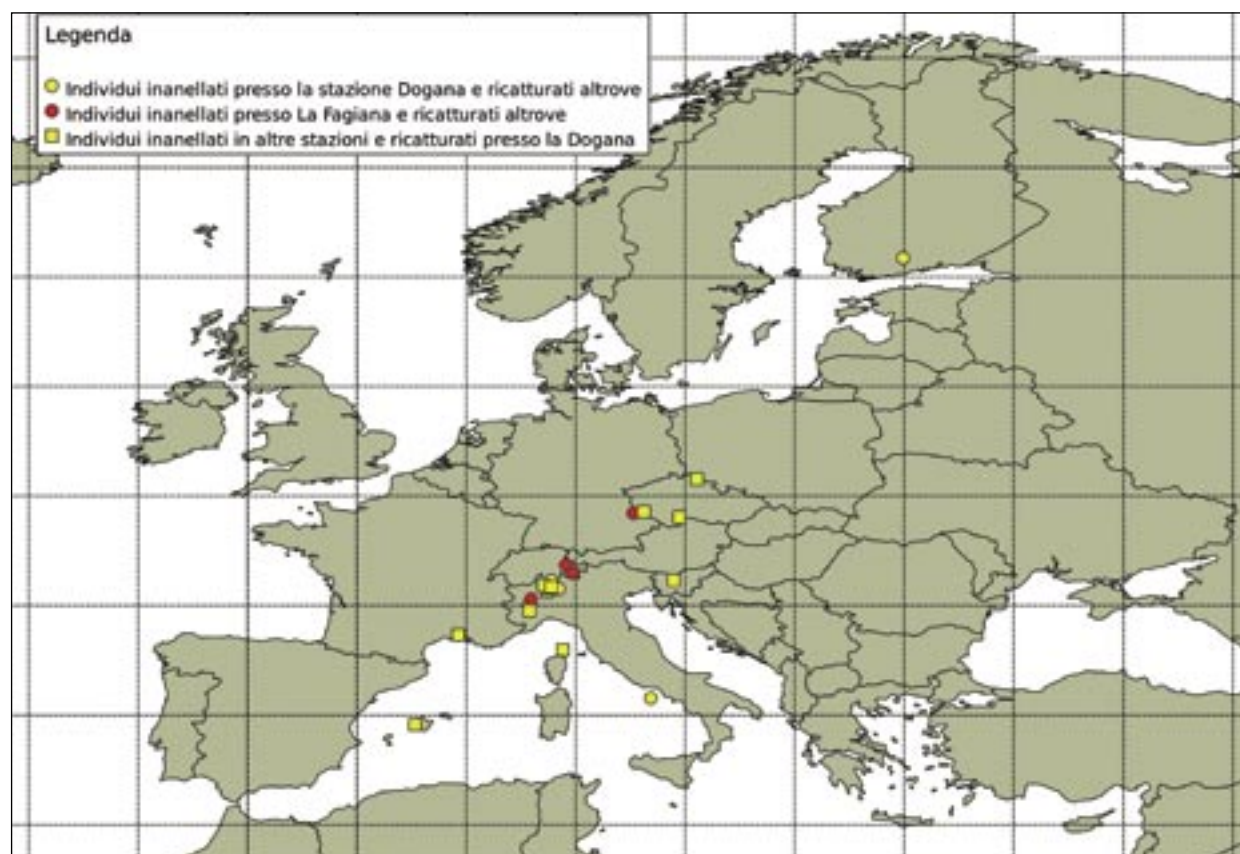 Legenda
Individui inanellati presso la stazione Dogana e ricatturati altrove
Individui inanellati presso La Fagiana e ricatturati altrove
Individui inanellati in altre stazioni e ricatturati presso la Dogana